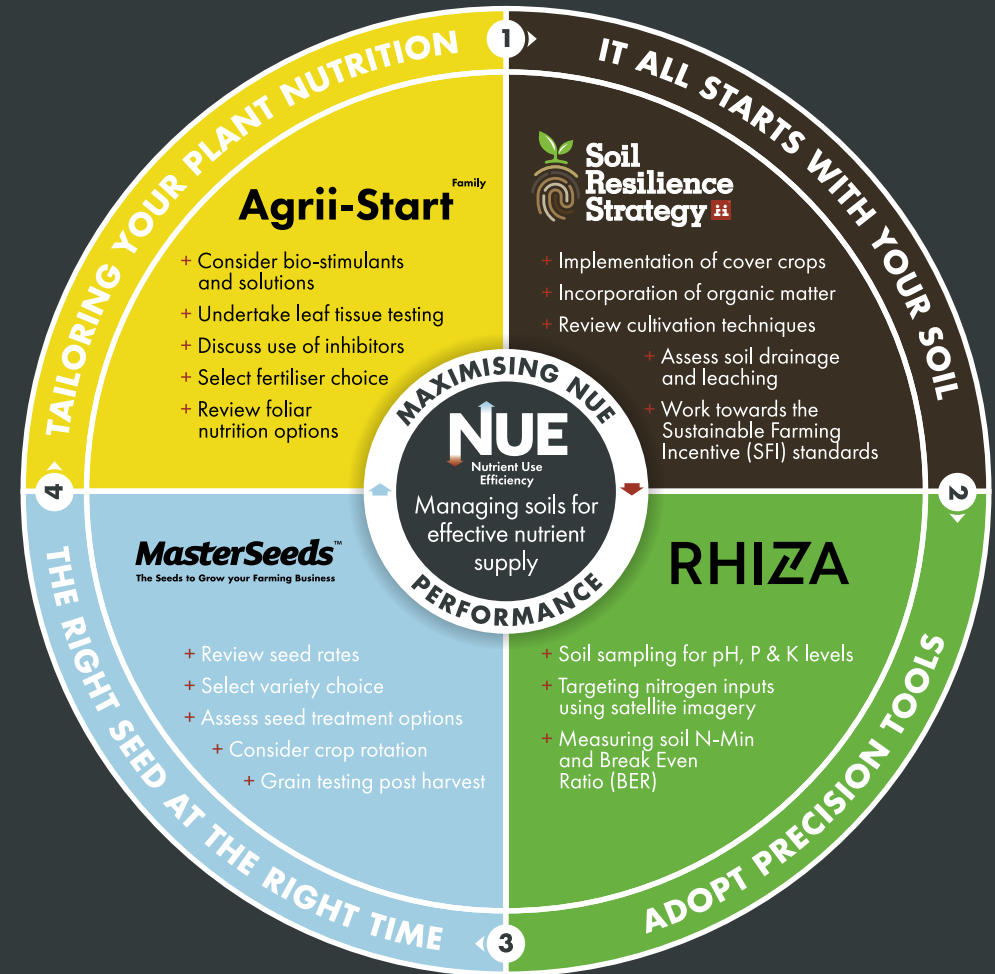 1
IT ALL STARTS WITH YOUR SOIL
Soil
Resilience
Strategy ii
+ Implementation of cover crops
+ Incorporation of organic matter
+ Review cultivation techniques
+ Assess soil drainage
and leaching
+ Work towards the
Sustainable Farming
Incentive (SFI) standards
2
ADOPT PRECISION TOOLS
RHIZA
+ Soil sampling for pH, P & K levels
+ Targeting nitrogen inputs
using satellite imagery
+ Measuring soil N-Min
and Break Even
Ratio (BER)
3
THE RIGHT SEED AT THE RIGHT TIME
MasterSeeds™
The Seeds to Grow your Farming Business
+ Review seed rates
+ Select variety choice
+ Assess seed treatment options
+ Consider crop rotation
+ Grain testing post harvest
4
TAILORING YOUR PLANT NUTRITION
Agrii-Start Family
+ Consider bio-stimulants
and solutions
+ Undertake leaf tissue testing
+ Discuss use of inhibitors
+ Select fertiliser choice
+ Review foliar
nutrition options
MAXIMISING NUE
NUE
Nutrient Use
Efficiency
Managing soils for
effective nutrient
supply
PERFORMANCE